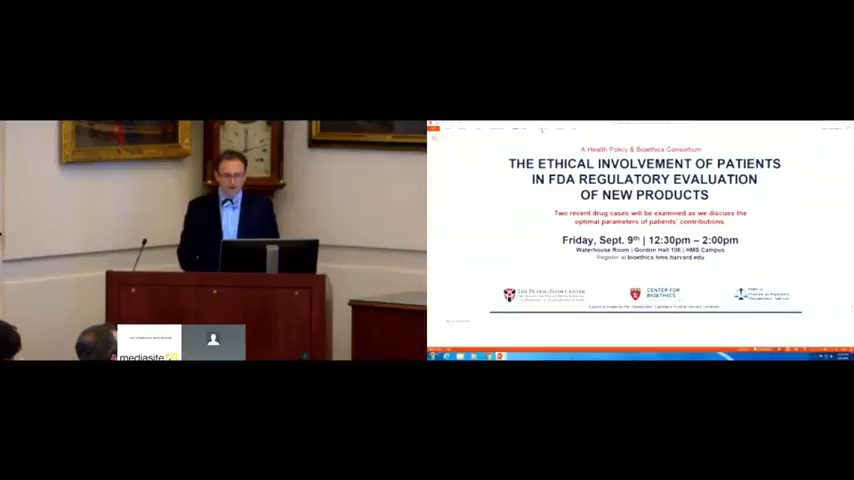 mediasite
A Health Policy & Bioethics Consortium
THE ETHICAL INVOLVEMENT OF PATIENTS
IN FDA REGULATORY EVALUATION
OF NEW PRODUCTS
Two recent drug cases will be examined as we discuss the
optimal parameters of patients' contributions.
Friday, Sept. 9th | 12:30pm – 2:00pm
Waterhouse Room | Gordon Hall 106 | HMS Campus
Register at bioethics.hms.harvard.edu
CENTER FOR
BIOETHICS